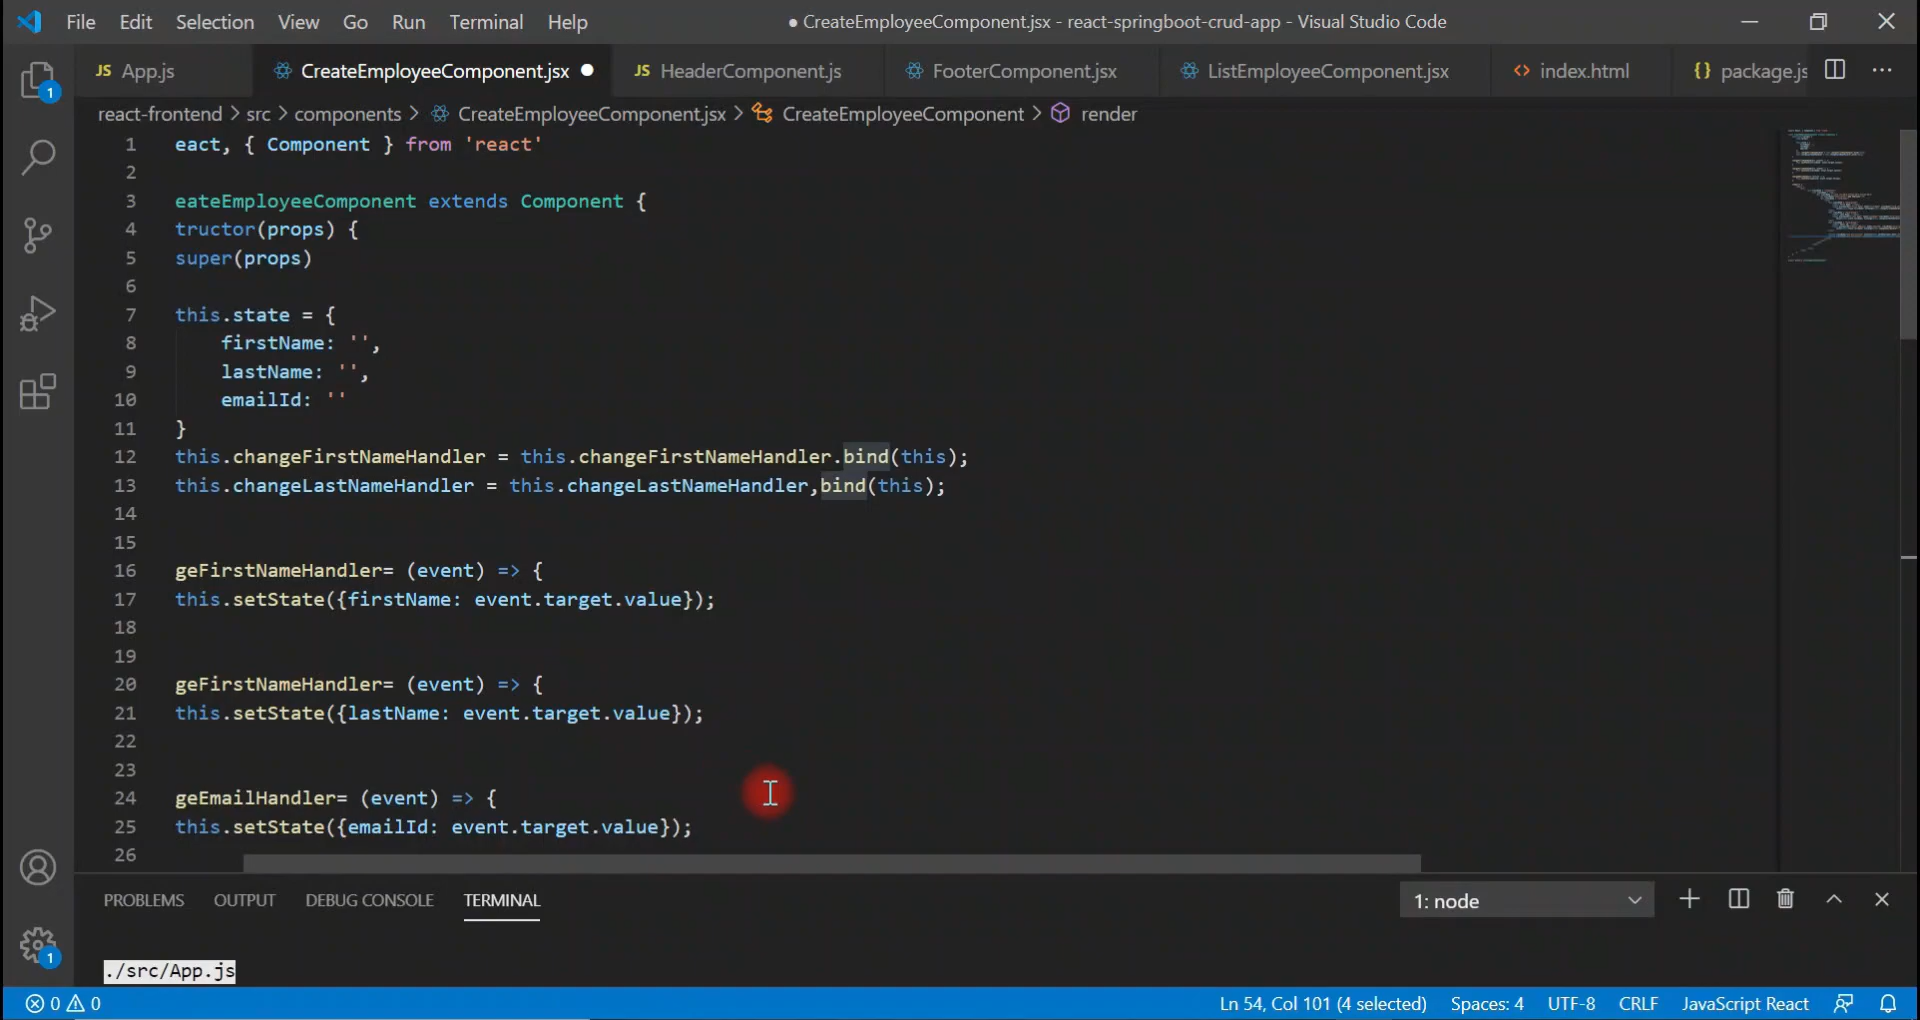 File Edit Selection View Go Run Terminal Help ● CreateEmployeeComponent.jsx - react-springboot-crud-app - Visual Studio Code
JS App.js CreateEmployeeComponent.jsx JS HeaderComponent.js FooterComponent.jsx ListEmployeeComponent.jsx <> index.html {} package.js ...
react-frontend > src > components > CreateEmployeeComponent.jsx > CreateEmployeeComponent > render
1 eact, { Component } from 'react'
2
3 eateEmployeeComponent extends Component {
4 tructor(props) {
5 super(props)
6
7 this.state = {
8 firstName: '',
9 lastName: '',
10 emailId: ''
11 }
12 this.changeFirstNameHandler = this.changeFirstNameHandler.bind(this);
13 this.changeLastNameHandler = this.changeLastNameHandler,bind(this);
14
15
16 geFirstNameHandler= (event) => {
17 this.setState({firstName: event.target.value});
18
19
20 geFirstNameHandler= (event) => {
21 this.setState({lastName: event.target.value});
22
23
24 geEmailHandler= (event) => {
25 this.setState({emailId: event.target.value});
26
PROBLEMS OUTPUT DEBUG CONSOLE TERMINAL 1: node
./src/App.js
1
1
0 0 Ln 54, Col 101 (4 selected) Spaces: 4 UTF-8 CRLF JavaScript React